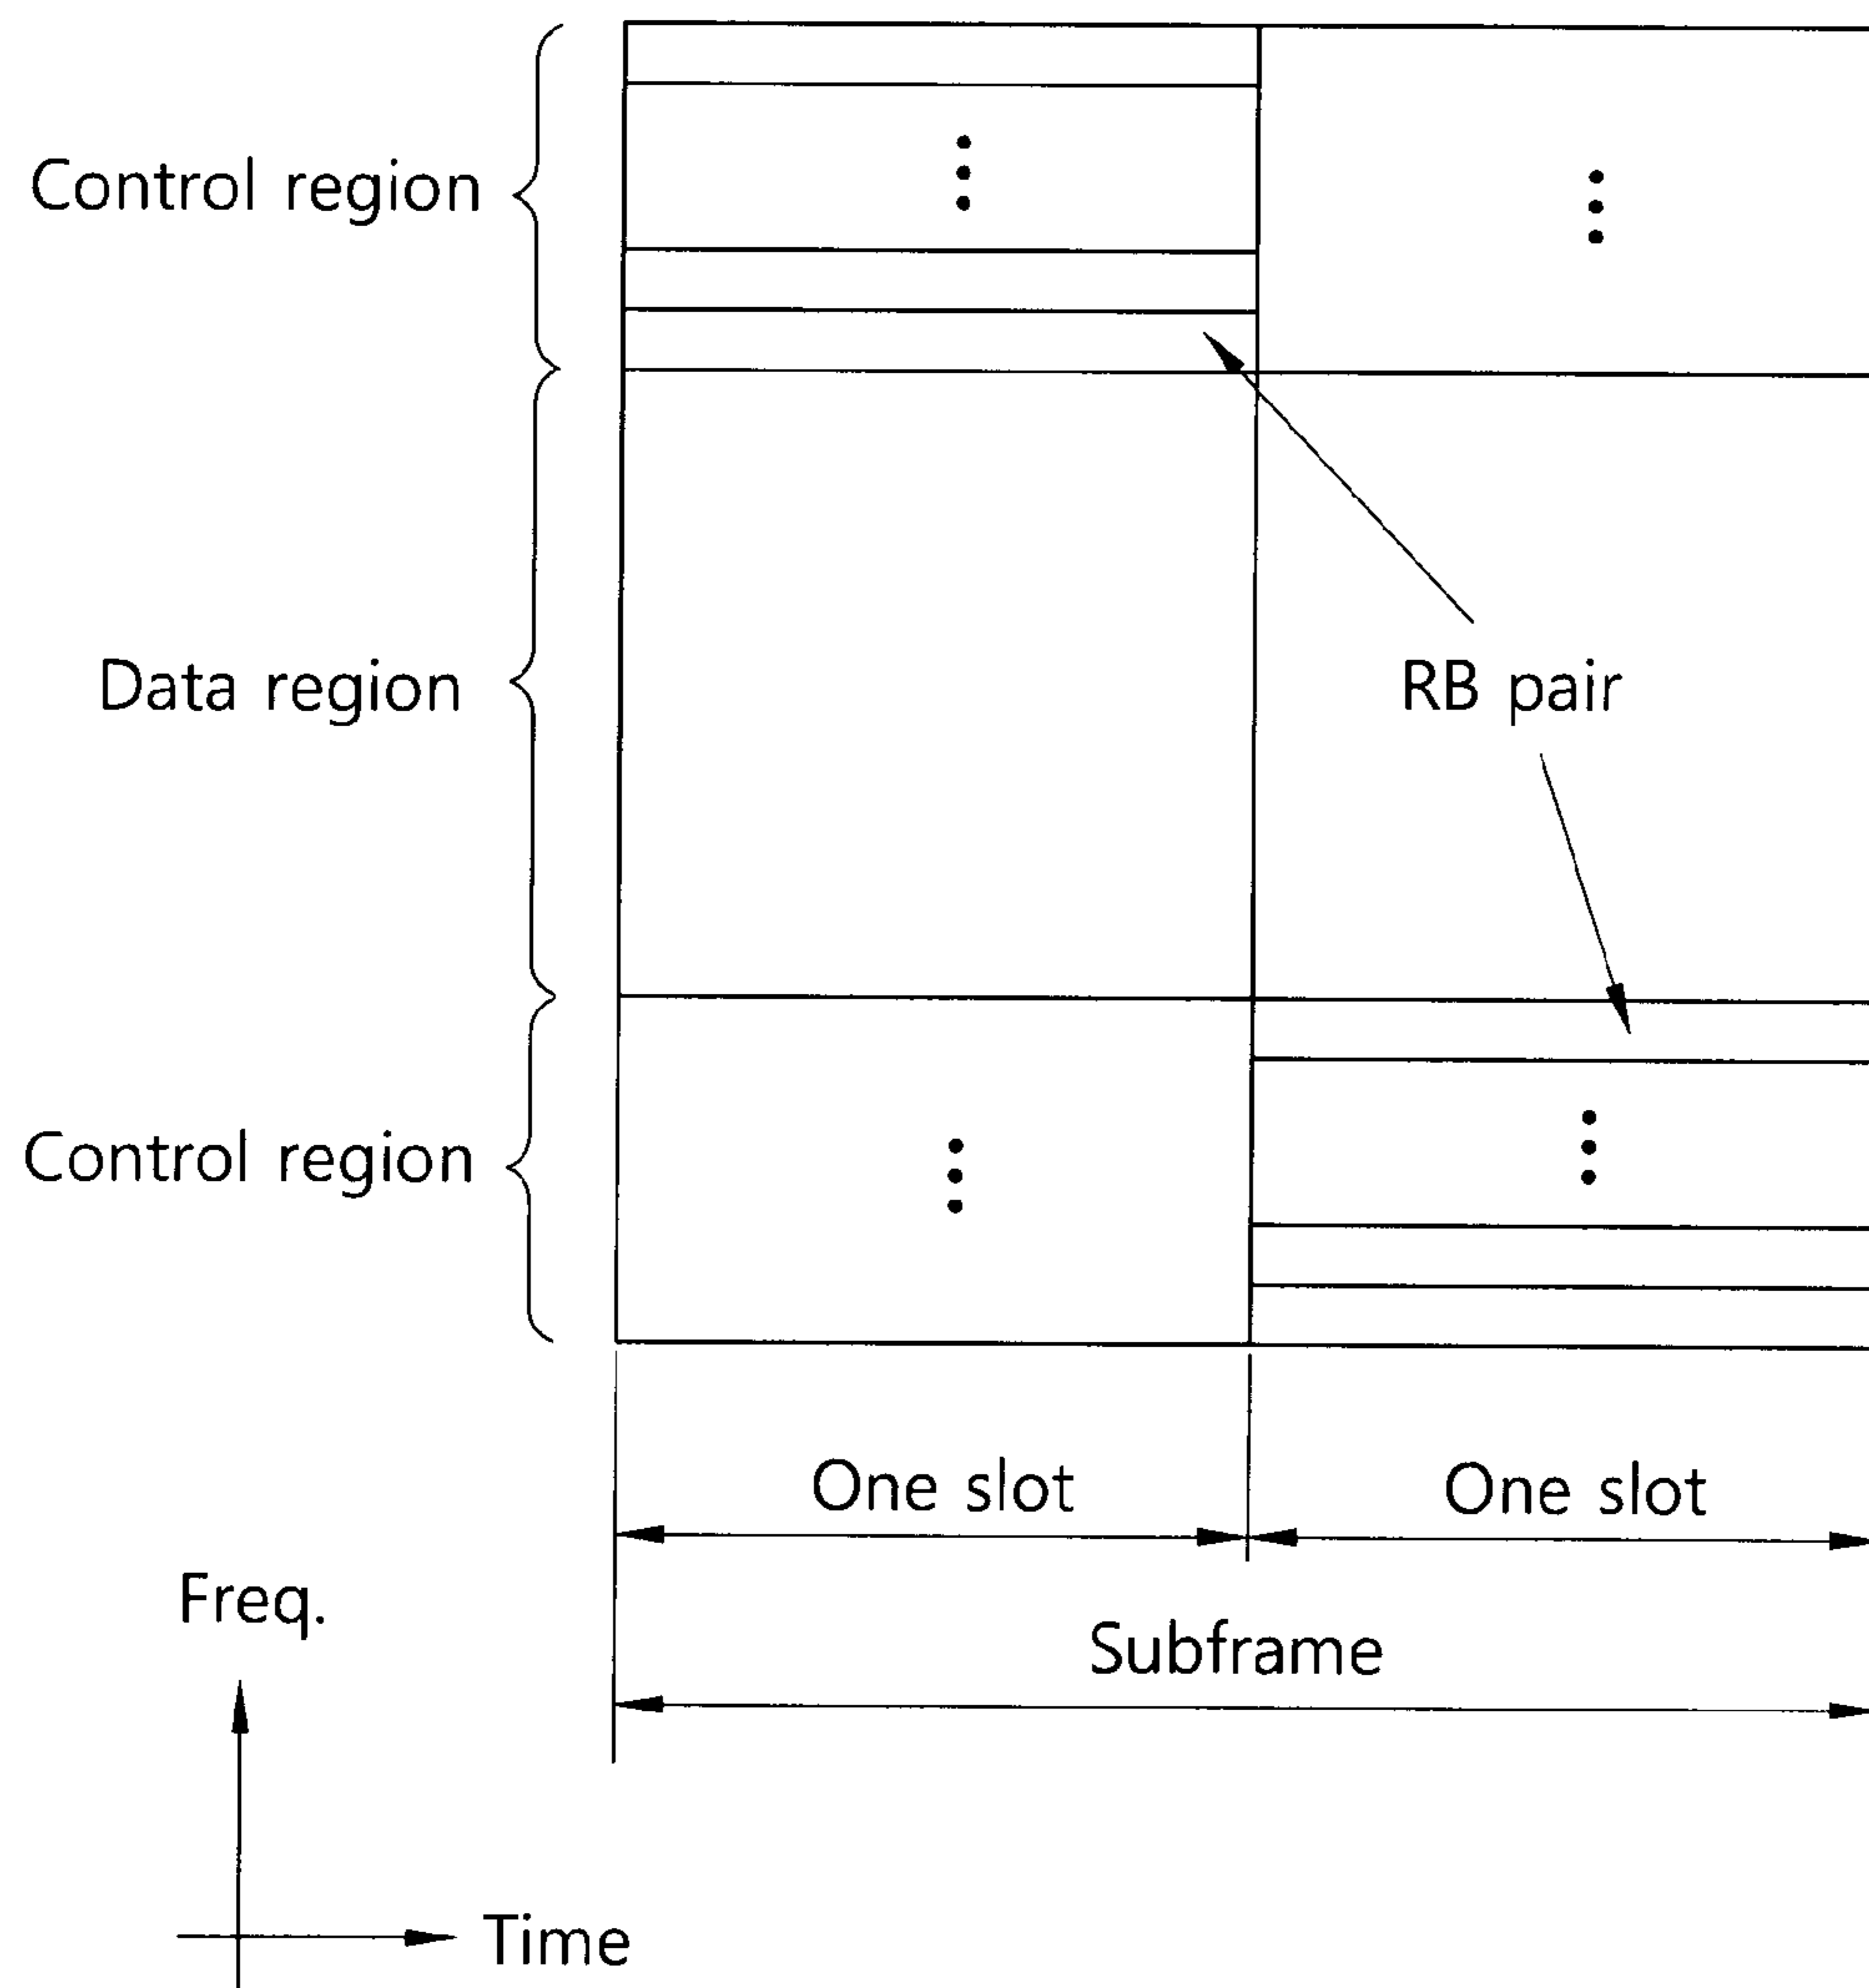 Control region
Data region
RB pair
Control region
One slot
One slot
Freq.
Subframe
Time